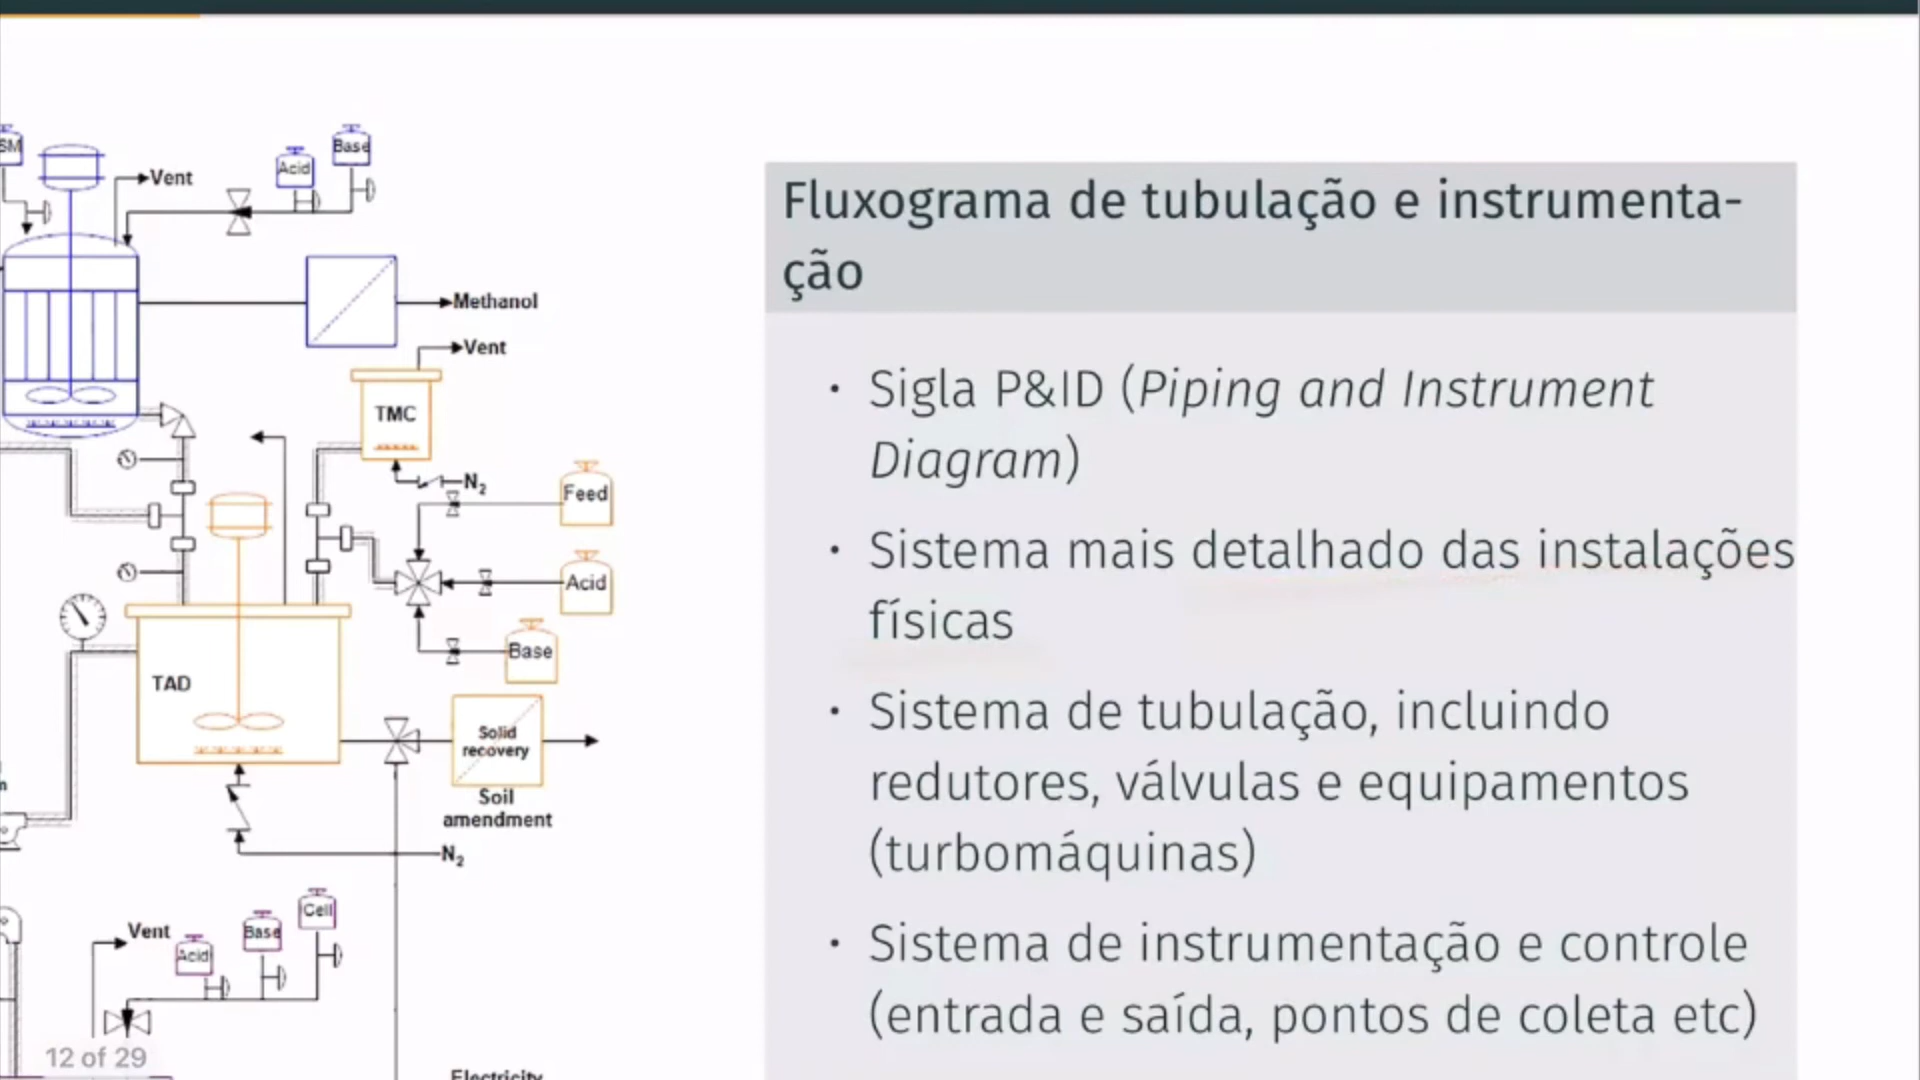 SM
Vent
Acid
Base
Methanol
Vent
TMC
N2
Feed
Acid
Base
TAD
Solid
recovery
Soil
amendment
N2
Vent
Acid
Base
Cell
12 of 29
Electricity
Fluxograma de tubulação e instrumenta-
ção
• Sigla P&ID (Piping and Instrument
Diagram)
• Sistema mais detalhado das instalações
físicas
• Sistema de tubulação, incluindo
redutores, válvulas e equipamentos
(turbomáquinas)
• Sistema de instrumentação e controle
(entrada e saída, pontos de coleta etc)